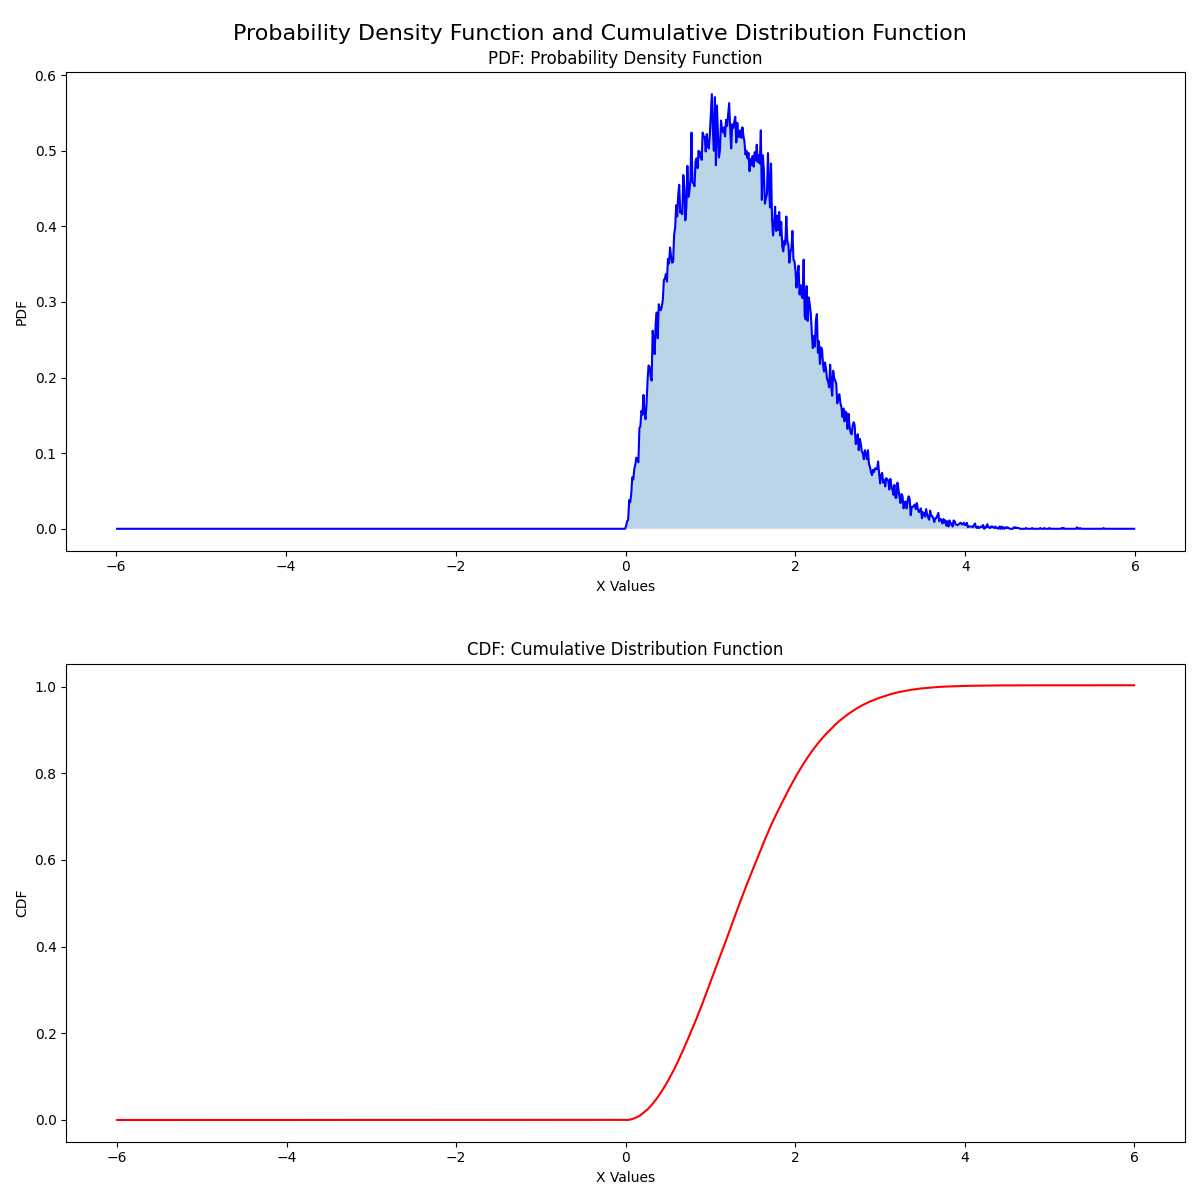 Probability Density Function and Cumulative Distribution Function
PDF: Probability Density Function
0.6
0.5
0.4
0.3
0.2
0.1
0.0
PDF
−6 −4 −2 0 2 4 6
X Values
CDF: Cumulative Distribution Function
1.0
0.8
0.6
0.4
0.2
0.0
CDF
−6 −4 −2 0 2 4 6
X Values